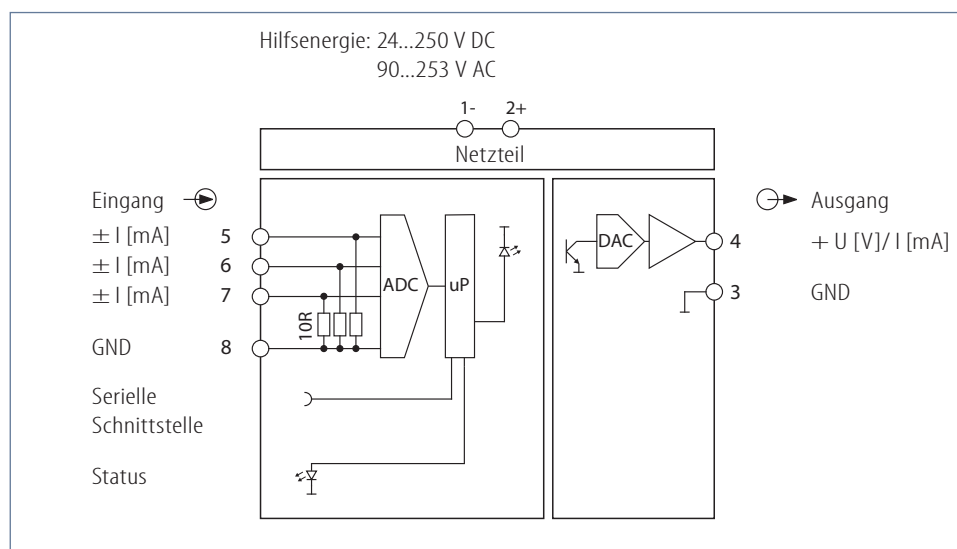 Hilfsenergie: 24...250 V DC
90...253 V AC
1- 2+
Netzteil
Eingang
Ausgang
± I [mA] 5
± I [mA] 6
± I [mA] 7
GND 8
10R
ADC
uP
DAC
4 + U [V]/ I [mA]
3 GND
Serielle
Schnittstelle
Status